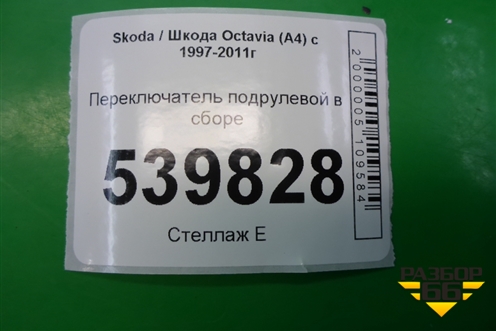 Skoda / Шкода Octavia (A4) с
1997-2011г
Переключатель подрулевой в
сборе
539828
Стеллаж Е
2000005109584
РАЗБОР
66